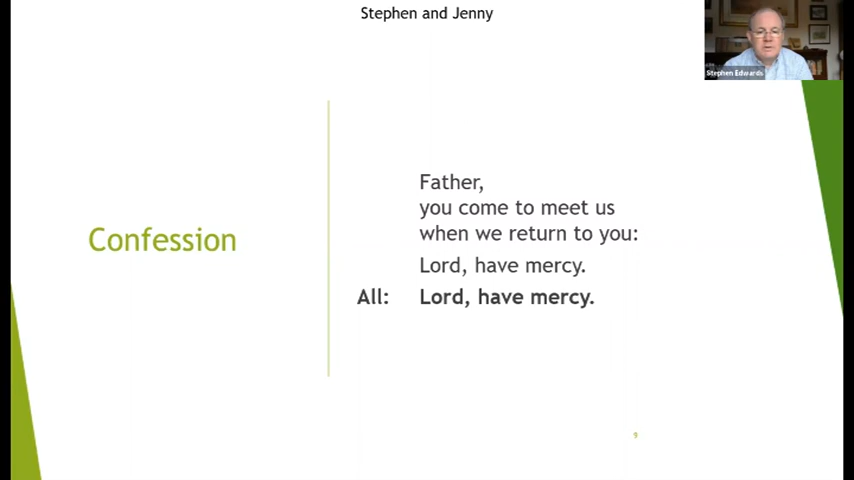 Stephen and Jenny
Stephen Edwards
Confession
Father,
you come to meet us
when we return to you:
Lord, have mercy.
All: Lord, have mercy.
9